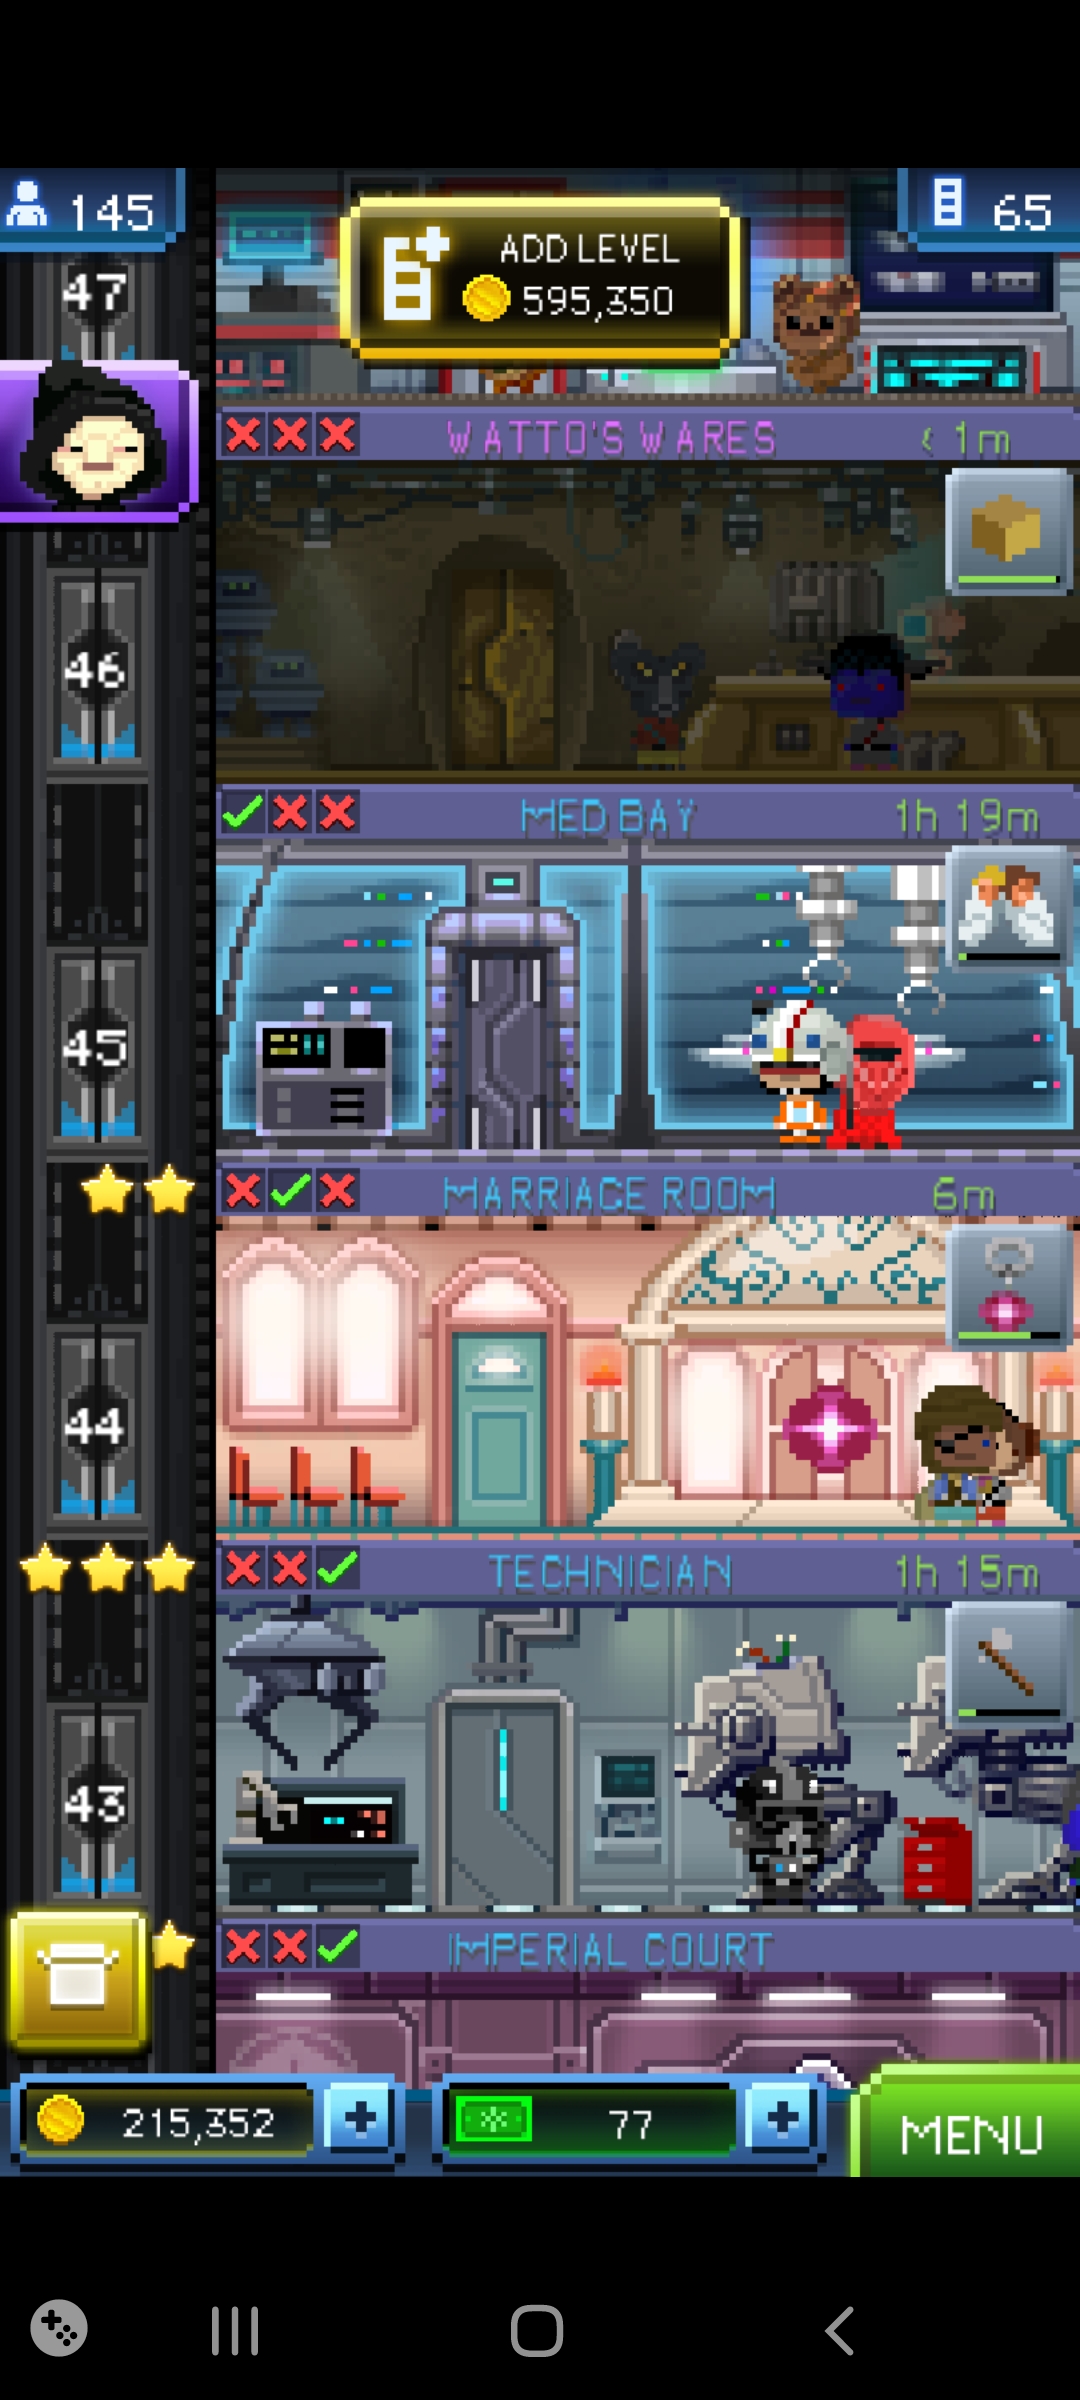 145
65
47
ADD LEVEL
595,350
WATTO'S WARES
< 1m
46
MED BAY
1h 19m
45
MARRIAGE ROOM
6m
44
TECHNICIAN
1h 15m
43
IMPERIAL COURT
215,352
+
77
+
MENU